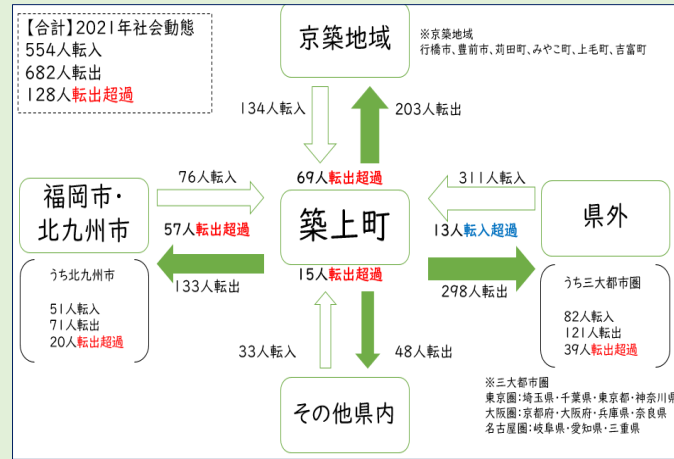 【合計】2021年社会動態
554人転入
682人転出
128人転出超過
京築地域
※京築地域
行橋市、豊前市、苅田町、みやこ町、上毛町、吉富町
134人転入
203人転出
76人転入
69人転出超過
311人転入
福岡市・
北九州市
57人転出超過
築上町
13人転入超過
県外
15人転出超過
133人転出
298人転出
うち北九州市
51人転入
71人転出
20人転出超過
うち三大都市圏
82人転入
121人転出
39人転出超過
33人転入
48人転出
その他県内
※三大都市圏
東京圏:埼玉県・千葉県・東京都・神奈川県
大阪圏:京都府・大阪府・兵庫県・奈良県
名古屋圏:岐阜県・愛知県・三重県